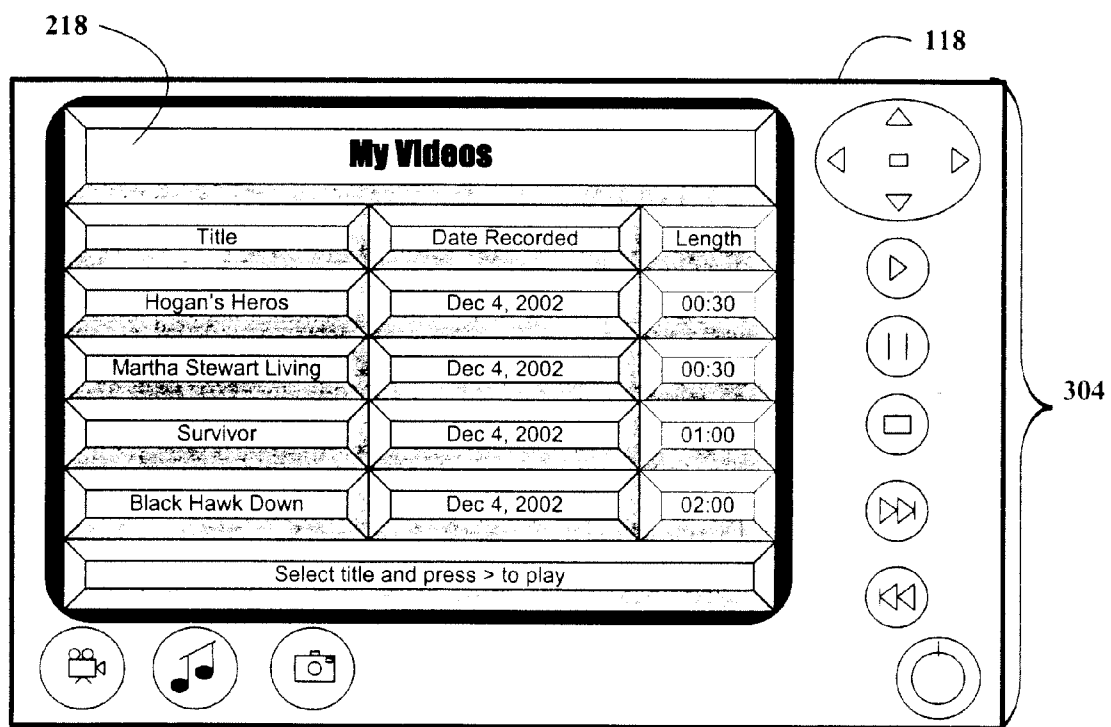 218
118
My Videos
Title Date Recorded Length
Hogan's Heros Dec 4, 2002 00:30
Martha Stewart Living Dec 4, 2002 00:30
Survivor Dec 4, 2002 01:00
Black Hawk Down Dec 4, 2002 02:00
Select title and press > to play
304